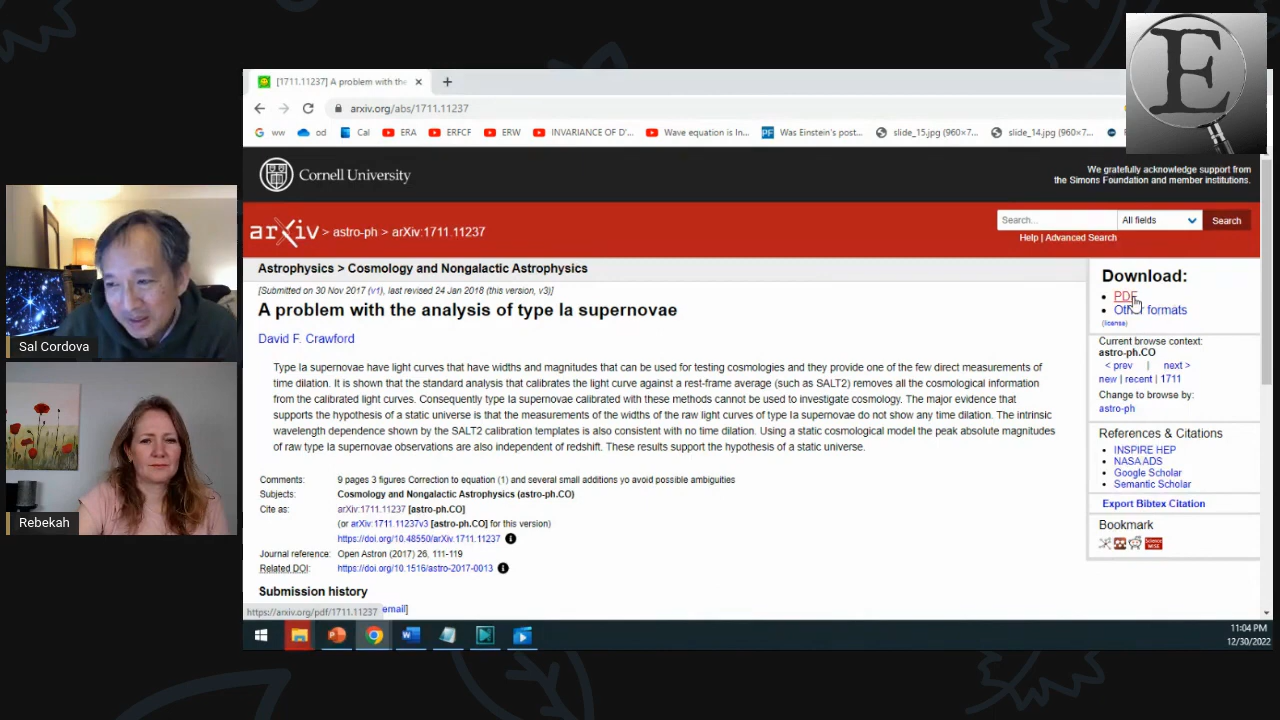 E
[1711.11237] A problem with the
arxiv.org/abs/1711.11237
ww
od
Cal
ERA
ERFCF
ERW
INVARIANCE OF D'...
Wave equation is In...
Was Einstein's post...
slide_15.jpg (960×7...
slide_14.jpg (960×7...
Cornell University
We gratefully acknowledge support from
the Simons Foundation and member institutions.
arXiv > astro-ph > arXiv:1711.11237
Search...
All fields
Search
Help | Advanced Search
Astrophysics > Cosmology and Nongalactic Astrophysics
[Submitted on 30 Nov 2017 (v1), last revised 24 Jan 2018 (this version, v3)]
A problem with the analysis of type Ia supernovae
David F. Crawford
Type Ia supernovae have light curves that have widths and magnitudes that can be used for testing cosmologies and they provide one of the few direct measurements of
time dilation. It is shown that the standard analysis that calibrates the light curve against a rest-frame average (such as SALT2) removes all the cosmological information
from the calibrated light curves. Consequently type Ia supernovae calibrated with these methods cannot be used to investigate cosmology. The major evidence that
supports the hypothesis of a static universe is that the measurements of the widths of the raw light curves of type Ia supernovae do not show any time dilation. The intrinsic
wavelength dependence shown by the SALT2 calibration templates is also consistent with no time dilation. Using a static cosmological model the peak absolute magnitudes
of raw type Ia supernovae observations are also independent of redshift. These results support the hypothesis of a static universe.
Comments: 9 pages 3 figures Correction to equation (1) and several small additions yo avoid possible ambiguities
Subjects: Cosmology and Nongalactic Astrophysics (astro-ph.CO)
Cite as: arXiv:1711.11237 [astro-ph.CO]
(or arXiv:1711.11237v3 [astro-ph.CO] for this version)
https://doi.org/10.48550/arXiv.1711.11237
Journal reference: Open Astron (2017) 26, 111-119
Related DOI: https://doi.org/10.1515/astro-2017-0013
Submission history
https://arxiv.org/pdf/1711.11237
email]
Download:
PDF
Other formats
(license)
Current browse context:
astro-ph.CO
< prev | next >
new | recent | 1711
Change to browse by:
astro-ph
References & Citations
INSPIRE HEP
NASA ADS
Google Scholar
Semantic Scholar
Export Bibtex Citation
Bookmark
Sal Cordova
Rebekah
11:04 PM
12/30/2022